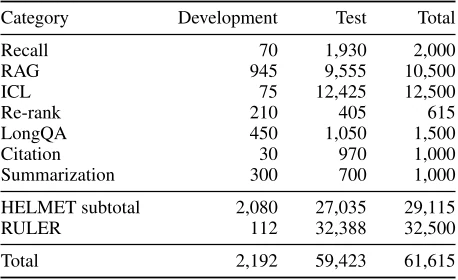 Category Development Test Total
Recall 70 1,930 2,000
RAG 945 9,555 10,500
ICL 75 12,425 12,500
Re-rank 210 405 615
LongQA 450 1,050 1,500
Citation 30 970 1,000
Summarization 300 700 1,000
HELMET subtotal 2,080 27,035 29,115
RULER 112 32,388 32,500
Total 2,192 59,423 61,615